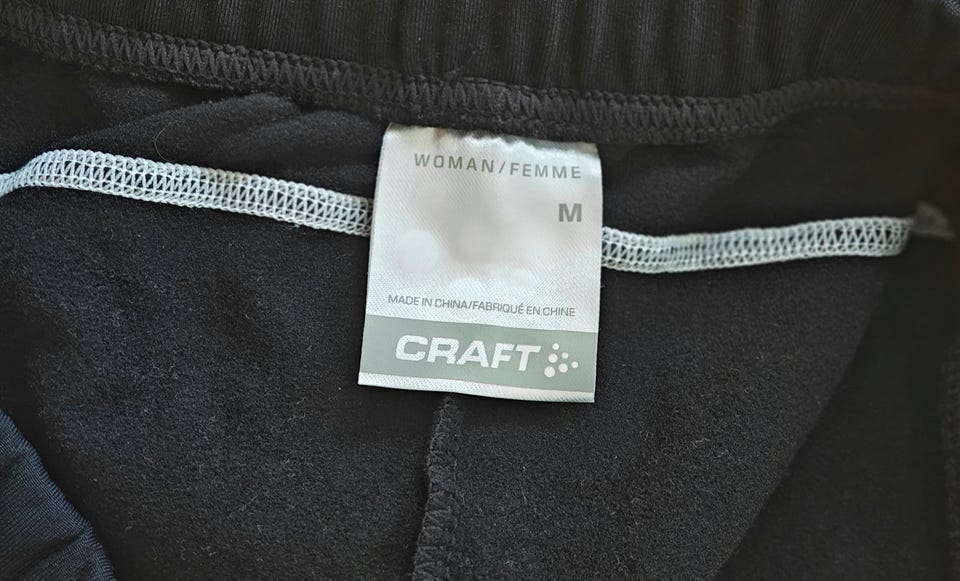 WOMAN/FEMME
M
MADE IN CHINA/FABRIQUÉ EN CHINE
CRAFT